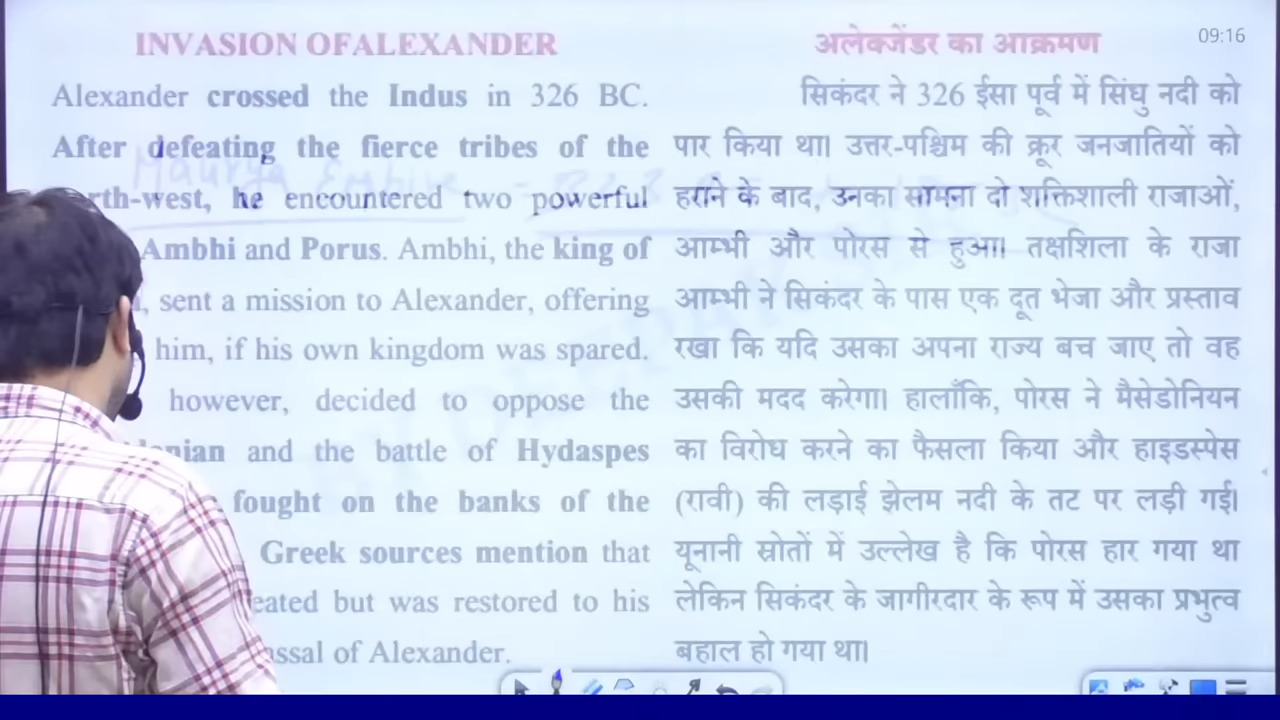 INVASION OFALEXANDER
Alexander crossed the Indus in 326 BC.
After defeating the fierce tribes of the
rth-west, he encountered two powerful
Ambhi and Porus. Ambhi, the king of
, sent a mission to Alexander, offering
him, if his own kingdom was spared.
however, decided to oppose the
nian and the battle of Hydaspes
fought on the banks of the
Greek sources mention that
eated but was restored to his
ssal of Alexander.
अलेक्जेंडर का आक्रमण
09:16
सिकंदर ने 326 ईसा पूर्व में सिंघु नदी को
पार किया था। उत्तर-पश्चिम की क्रूर जनजातियों को
हराने के बाद, उनका सामना दो शक्तिशाली राजाओं,
आम्भी और पोरस से हुआ। तक्षशिला के राजा
आम्भी ने सिकंदर के पास एक दूत भेजा और प्रस्ताव
रखा कि यदि उसका अपना राज्य बच जाए तो वह
उसकी मदद करेगा। हालाँकि, पोरस ने मैसेडोनियन
का विरोध करने का फैसला किया और हाइडस्पेस
(रावी) की लड़ाई झेलम नदी के तट पर लड़ी गई।
यूनानी स्रोतों में उल्लेख है कि पोरस हार गया था
लेकिन सिकंदर के जागीरदार के रूप में उसका प्रभुत्व
बहाल हो गया था।
Maurya Empire
BY DEEPAK